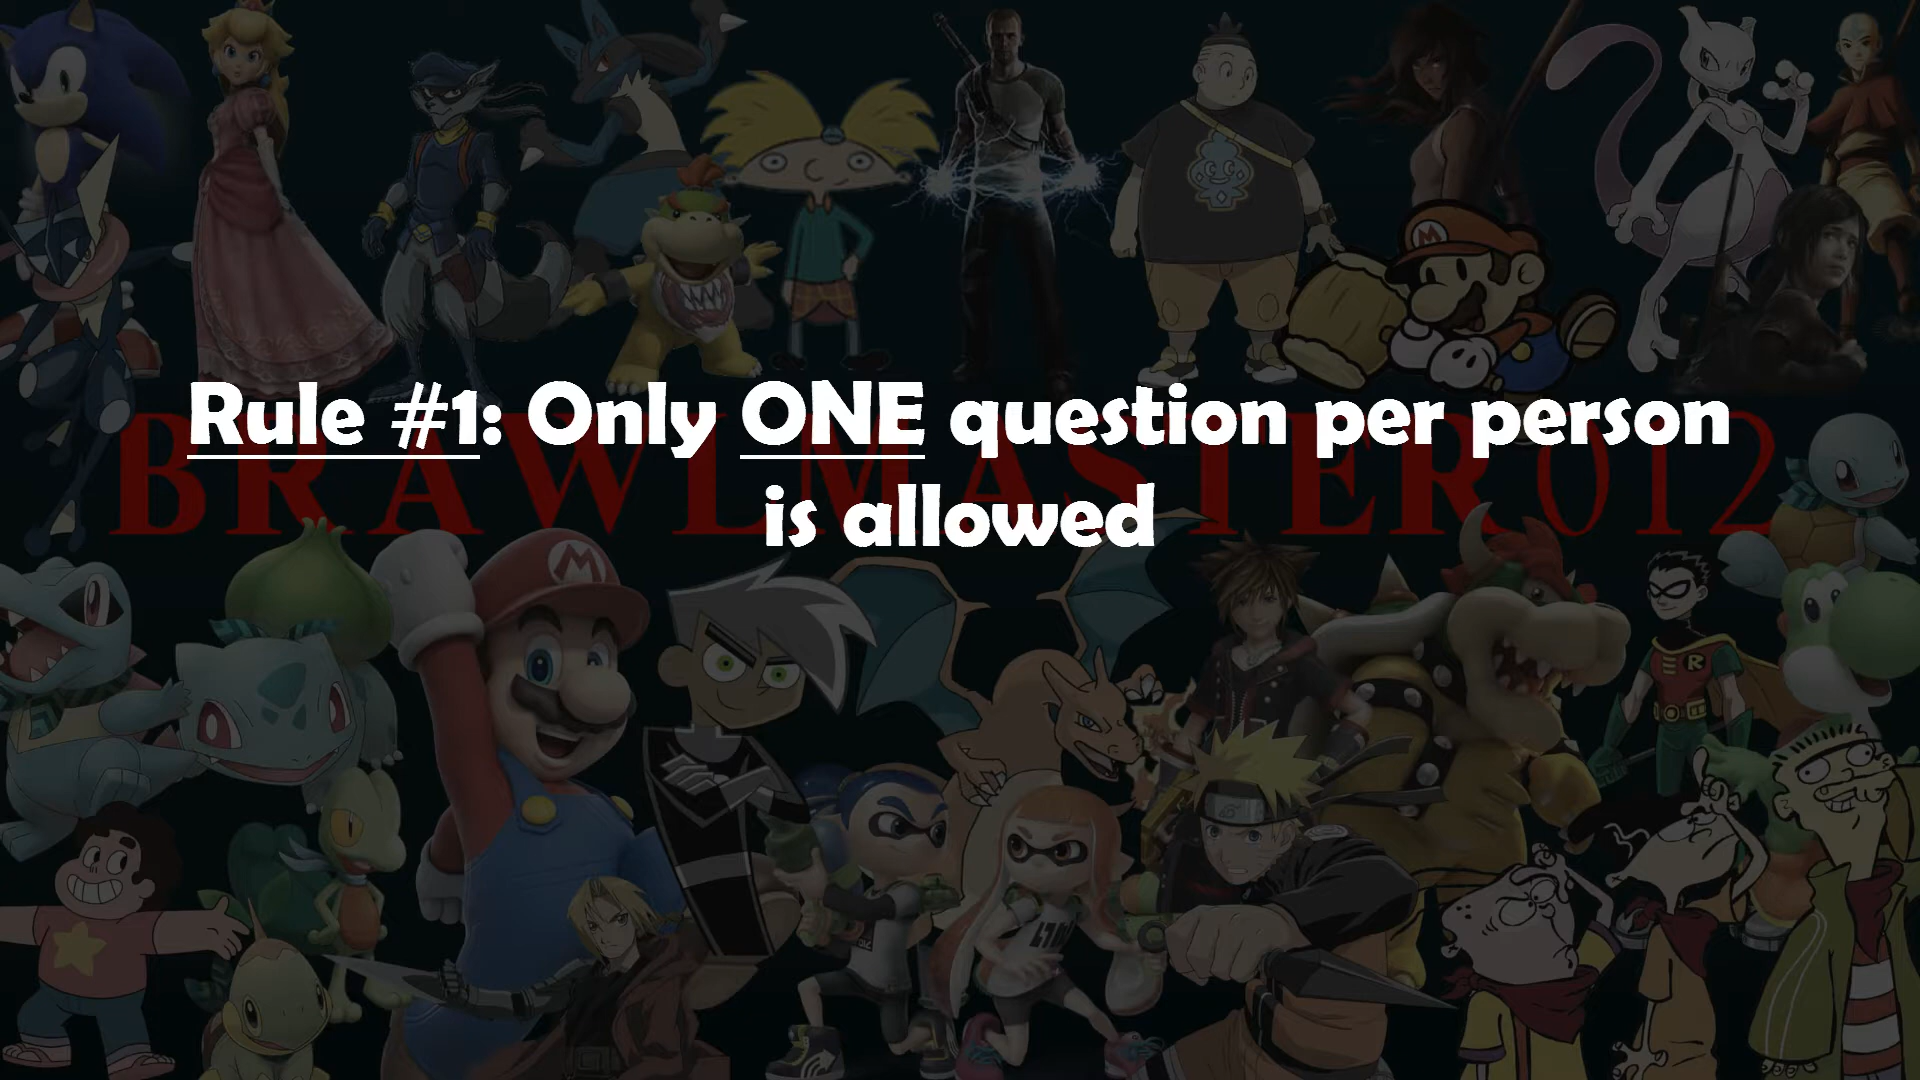 Rule #1: Only ONE question per person
is allowed
BRAWLMASTER012
M
M
R